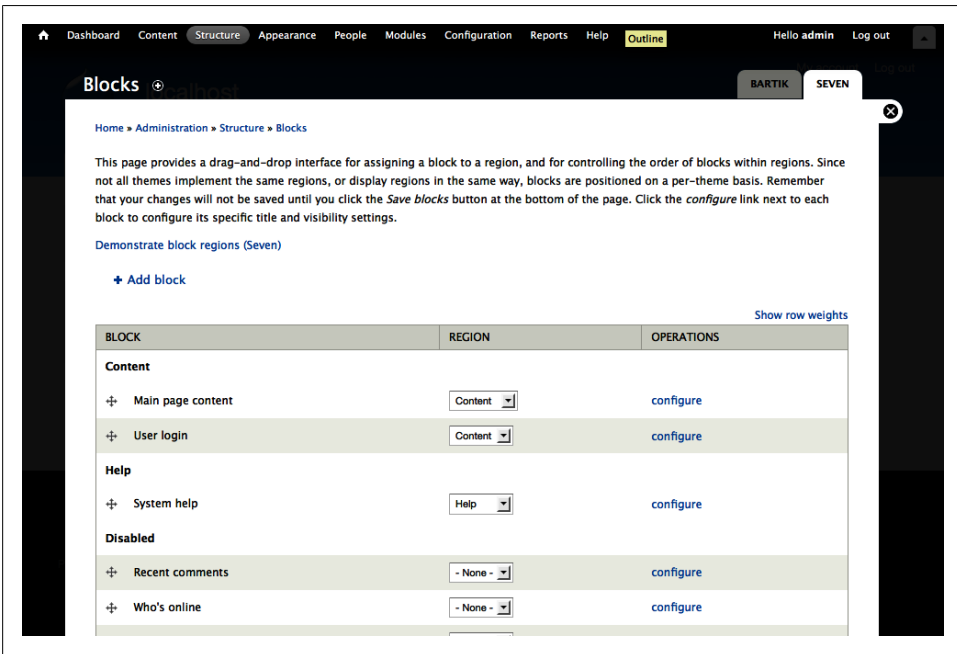 Dashboard Content Structure Appearance People Modules Configuration Reports Help Outline Hello admin Log out
Log out
Blocks localhost BARTIK SEVEN
Home » Administration » Structure » Blocks
This page provides a drag-and-drop interface for assigning a block to a region, and for controlling the order of blocks within regions. Since
not all themes implement the same regions, or display regions in the same way, blocks are positioned on a per-theme basis. Remember
that your changes will not be saved until you click the Save blocks button at the bottom of the page. Click the configure link next to each
block to configure its specific title and visibility settings.
Demonstrate block regions (Seven)
+ Add block
Show row weights
BLOCK REGION OPERATIONS
Content
Main page content Content configure
User login Content configure
Help
System help Help configure
Disabled
Recent comments - None - configure
Who's online - None - configure